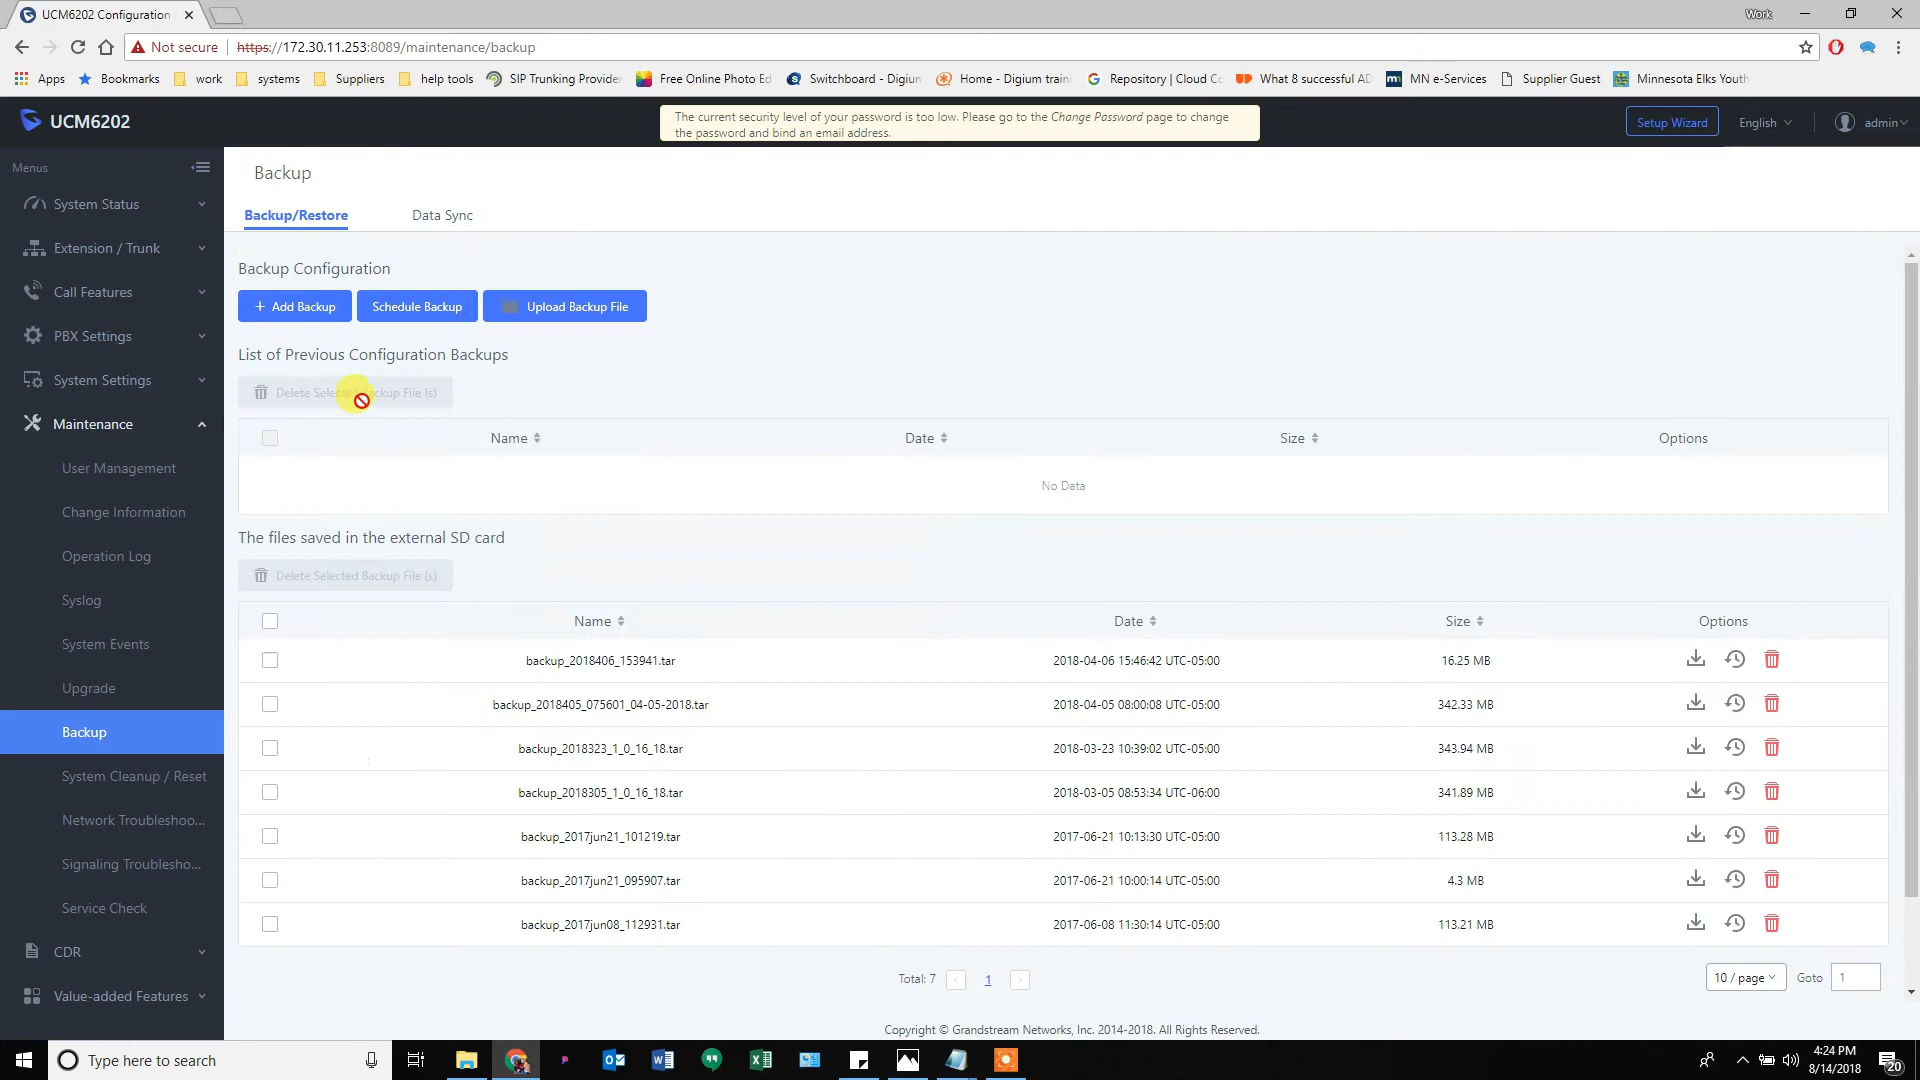 UCM6202 Configuration
Work
Not secure
https://172.30.11.253:8089/maintenance/backup
Apps
Bookmarks
work
systems
Suppliers
help tools
SIP Trunking Provider
Free Online Photo Ed
Switchboard - Digium
Home - Digium traini
Repository | Cloud Co
What 8 successful AD
MN e-Services
Supplier Guest
Minnesota Elks Youth
UCM6202
The current security level of your password is too low. Please go to the Change Password page to change
the password and bind an email address.
Setup Wizard
English
admin
Menus
System Status
Extension / Trunk
Call Features
PBX Settings
System Settings
Maintenance
User Management
Change Information
Operation Log
Syslog
System Events
Upgrade
Backup
System Cleanup / Reset
Network Troubleshoo...
Signaling Troublesho...
Service Check
CDR
Value-added Features
Backup
Backup/Restore
Data Sync
Backup Configuration
+ Add Backup
Schedule Backup
Upload Backup File
List of Previous Configuration Backups
Delete Selected Backup File (s)
Name
Date
Size
Options
No Data
The files saved in the external SD card
Delete Selected Backup File (s)
Name
Date
Size
Options
backup_2018406_153941.tar
2018-04-06 15:46:42 UTC-05:00
16.25 MB
backup_2018405_075601_04-05-2018.tar
2018-04-05 08:00:08 UTC-05:00
342.33 MB
backup_2018323_1_0_16_18.tar
2018-03-23 10:39:02 UTC-05:00
343.94 MB
backup_2018305_1_0_16_18.tar
2018-03-05 08:53:34 UTC-06:00
341.89 MB
backup_2017jun21_101219.tar
2017-06-21 10:13:30 UTC-05:00
113.28 MB
backup_2017jun21_095907.tar
2017-06-21 10:00:14 UTC-05:00
4.3 MB
backup_2017jun08_112931.tar
2017-06-08 11:30:14 UTC-05:00
113.21 MB
Total: 7
<
1
>
10 / page
Goto
1
Copyright © Grandstream Networks, Inc. 2014-2018. All Rights Reserved.
Type here to search
4:24 PM
8/14/2018
20